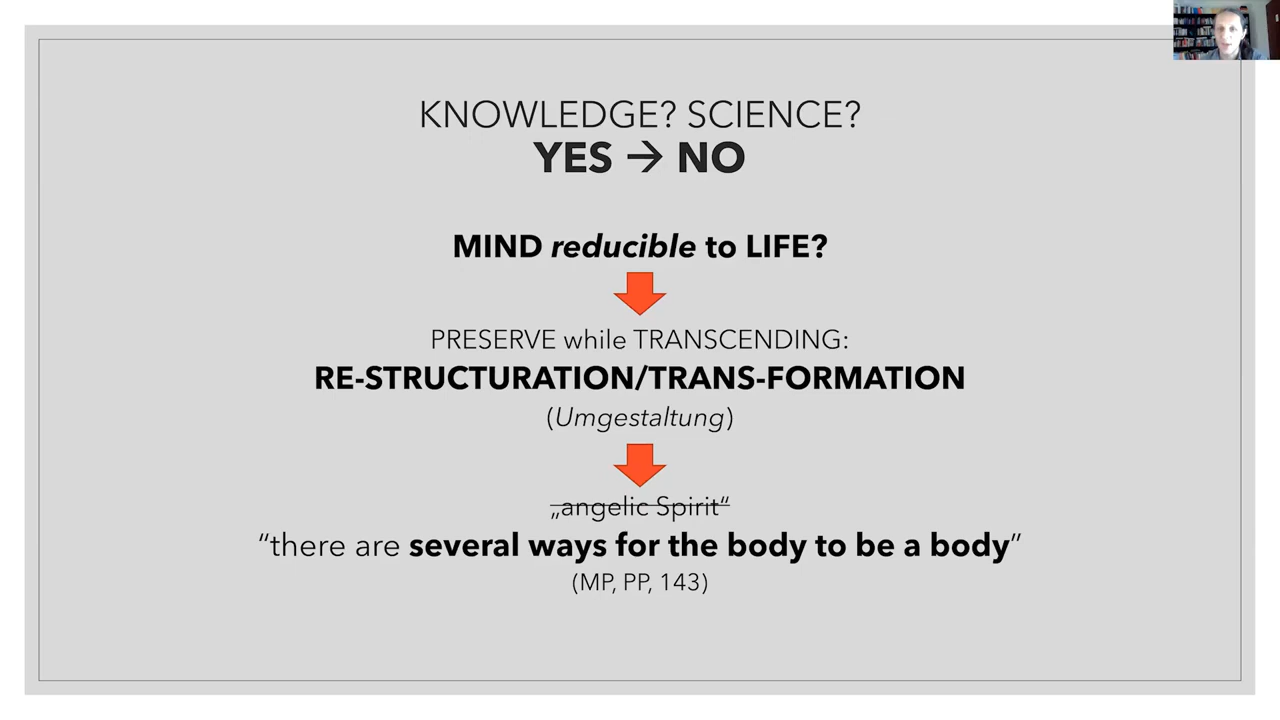 KNOWLEDGE? SCIENCE?
YES → NO
MIND reducible to LIFE?
PRESERVE while TRANSCENDING:
RE-STRUCTURATION/TRANS-FORMATION
(Umgestaltung)
„angelic Spirit“
“there are several ways for the body to be a body”
(MP, PP, 143)